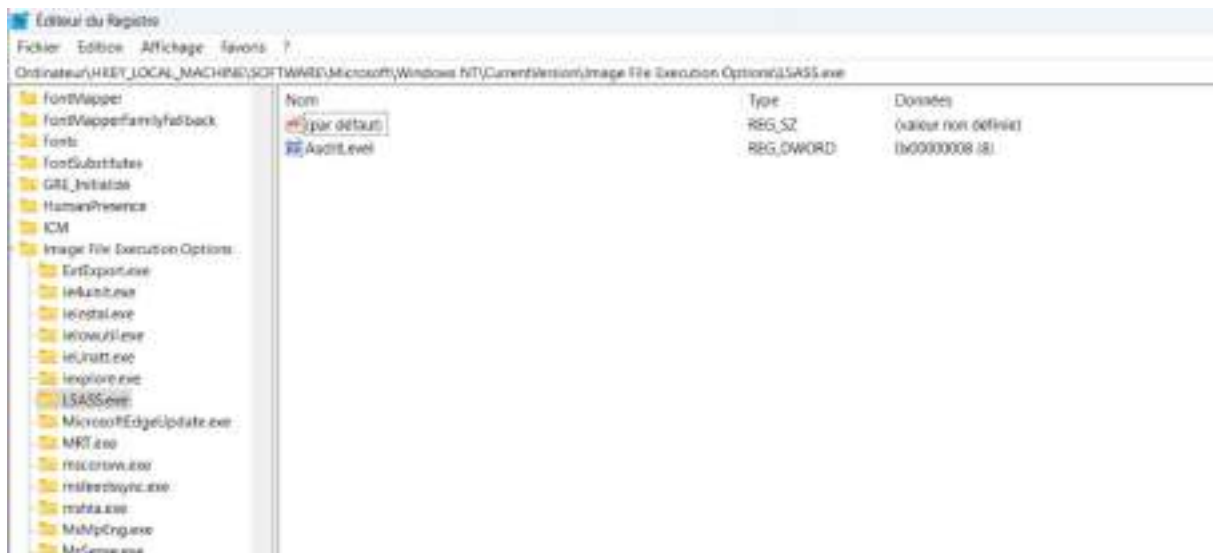 Éditeur du Registre
Fichier Edition Affichage Favoris ?
Ordinateur\HKEY_LOCAL_MACHINE\SOFTWARE\Microsoft\Windows NT\CurrentVersion\Image File Execution Options\LSASS.exe
Nom Type Données
(par défaut) REG_SZ (valeur non définie)
AuditLevel REG_DWORD 0x00000008 (8)
FontMapper
FontMapperFamilyFallback
Fonts
FontSubstitutes
GRE_Initialize
HumanPresence
ICM
Image File Execution Options
ExtExport.exe
ie4uinit.exe
ieinstal.exe
ielowutil.exe
ieUnatt.exe
iexplore.exe
LSASS.exe
MicrosoftEdgeUpdate.exe
MRT.exe
mscorsvw.exe
msfeedssync.exe
mshta.exe
MsMpEng.exe
MsSense.exe